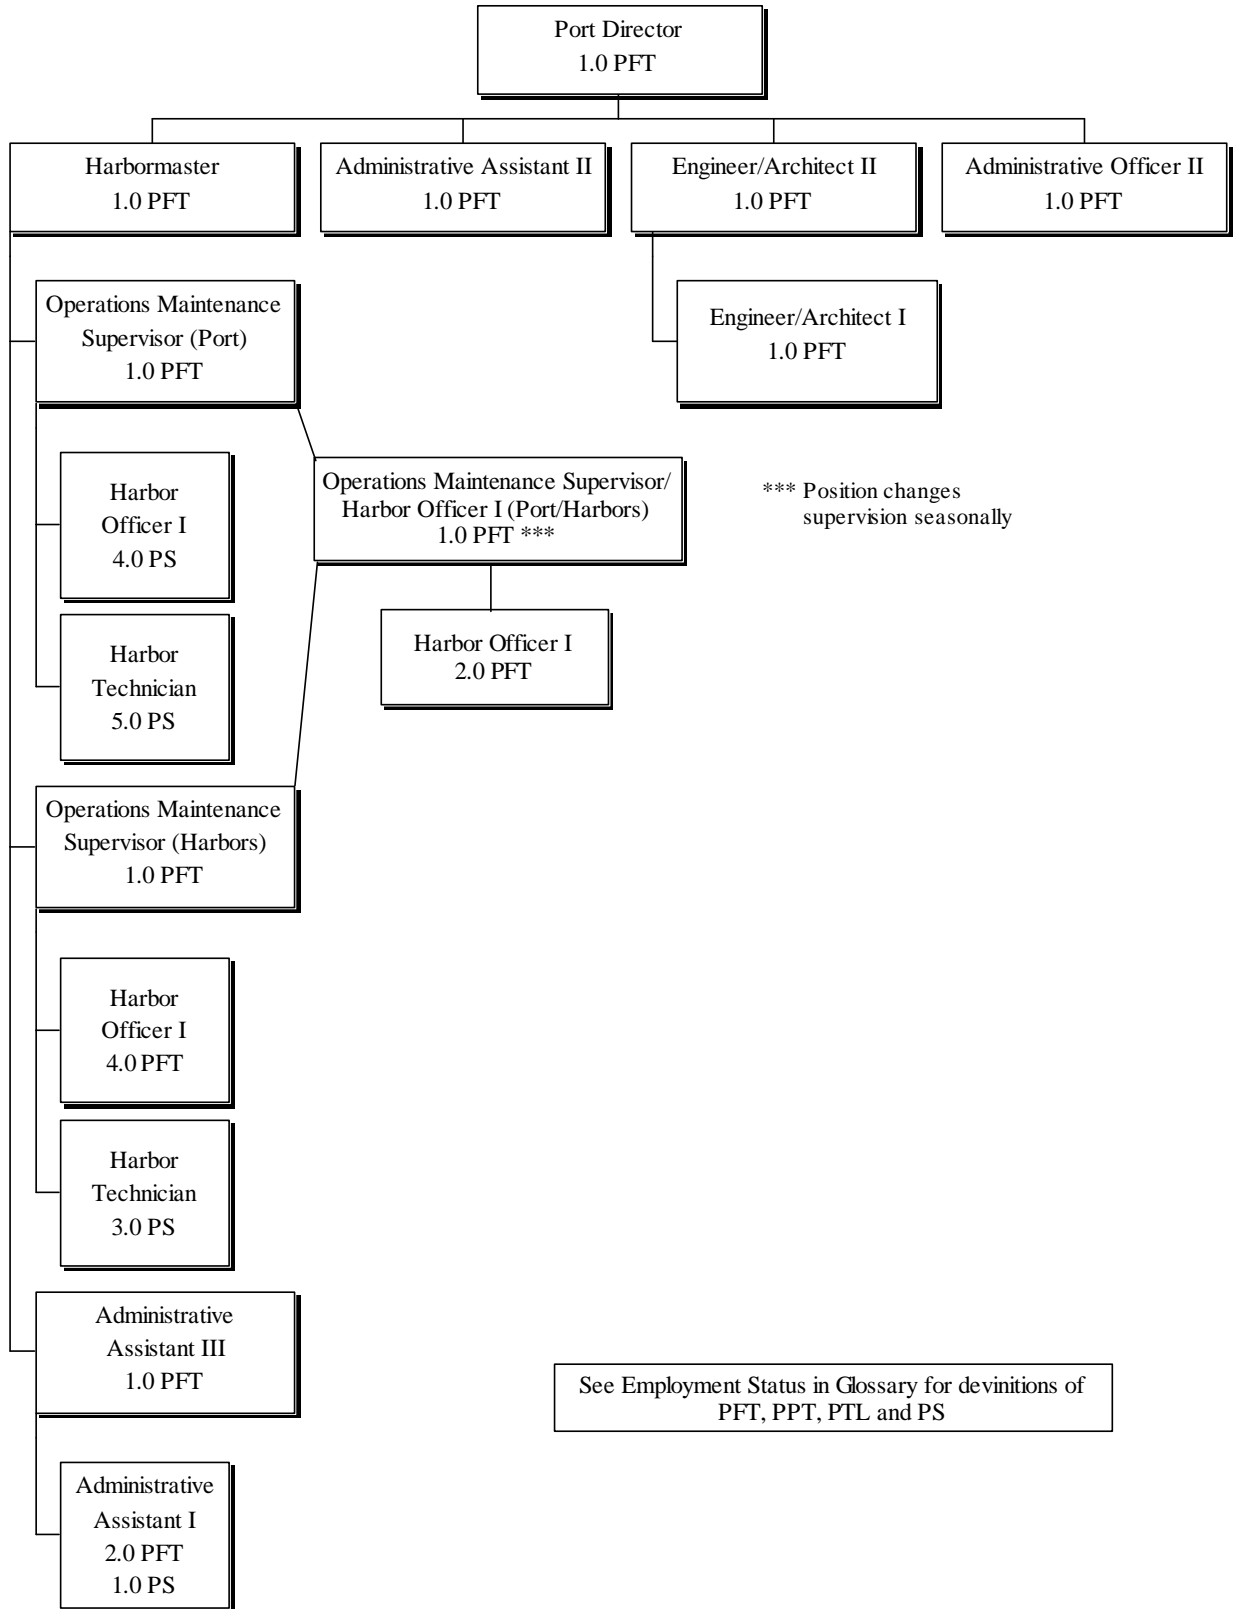 Port Director
1.0 PFT
Harbormaster
1.0 PFT
Administrative Assistant II
1.0 PFT
Engineer/Architect II
1.0 PFT
Administrative Officer II
1.0 PFT
Operations Maintenance
Supervisor (Port)
1.0 PFT
Engineer/Architect I
1.0 PFT
Harbor
Officer I
4.0 PS
Operations Maintenance Supervisor/
Harbor Officer I (Port/Harbors)
1.0 PFT ***
*** Position changes
supervision seasonally
Harbor Officer I
2.0 PFT
Harbor
Technician
5.0 PS
Operations Maintenance
Supervisor (Harbors)
1.0 PFT
Harbor
Officer I
4.0 PFT
Harbor
Technician
3.0 PS
Administrative
Assistant III
1.0 PFT
See Employment Status in Glossary for devinitions of
PFT, PPT, PTL and PS
Administrative
Assistant I
2.0 PFT
1.0 PS